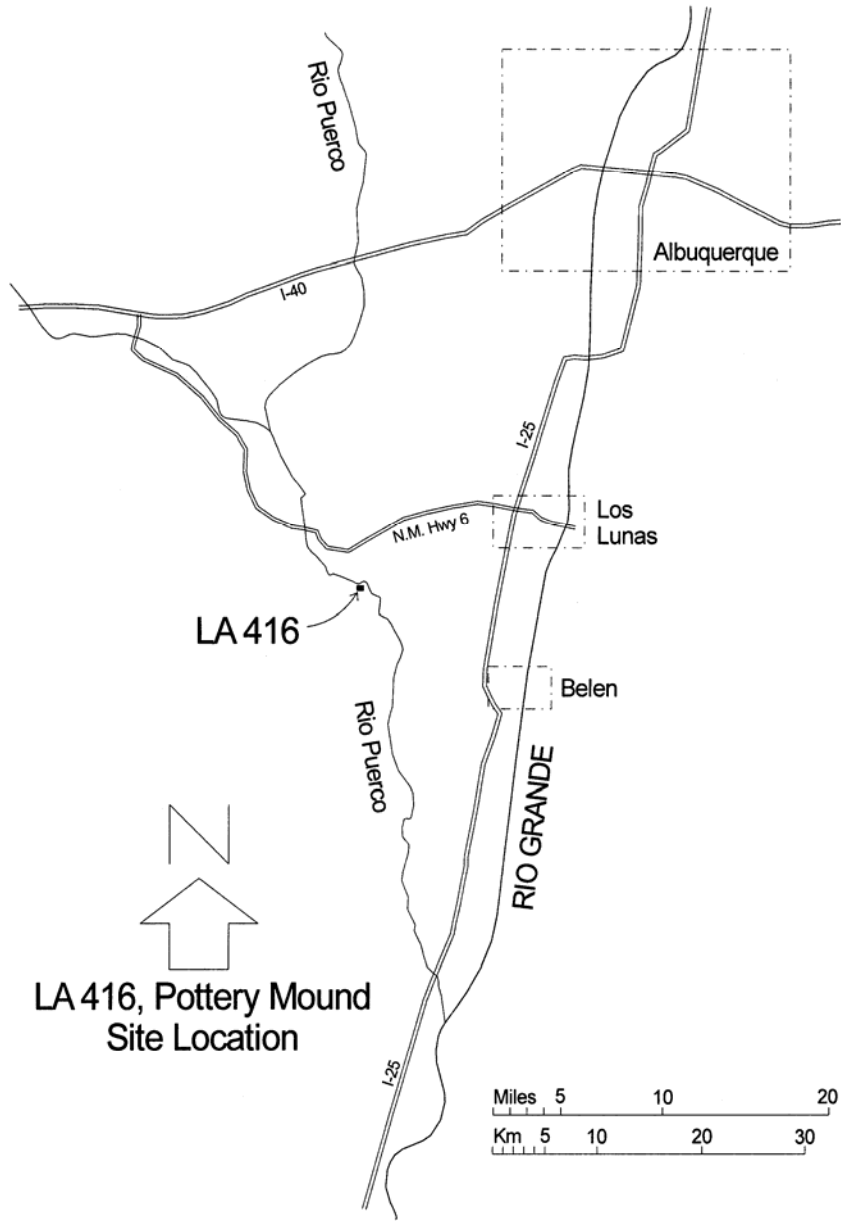 Rio Puerco
Albuquerque
I-40
I-25
Los
Lunas
N.M. Hwy 6
LA 416
Belen
Rio Puerco
RIO GRANDE
N
LA 416, Pottery Mound
Site Location
I-25
Miles 5 10 20
Km 5 10 20 30